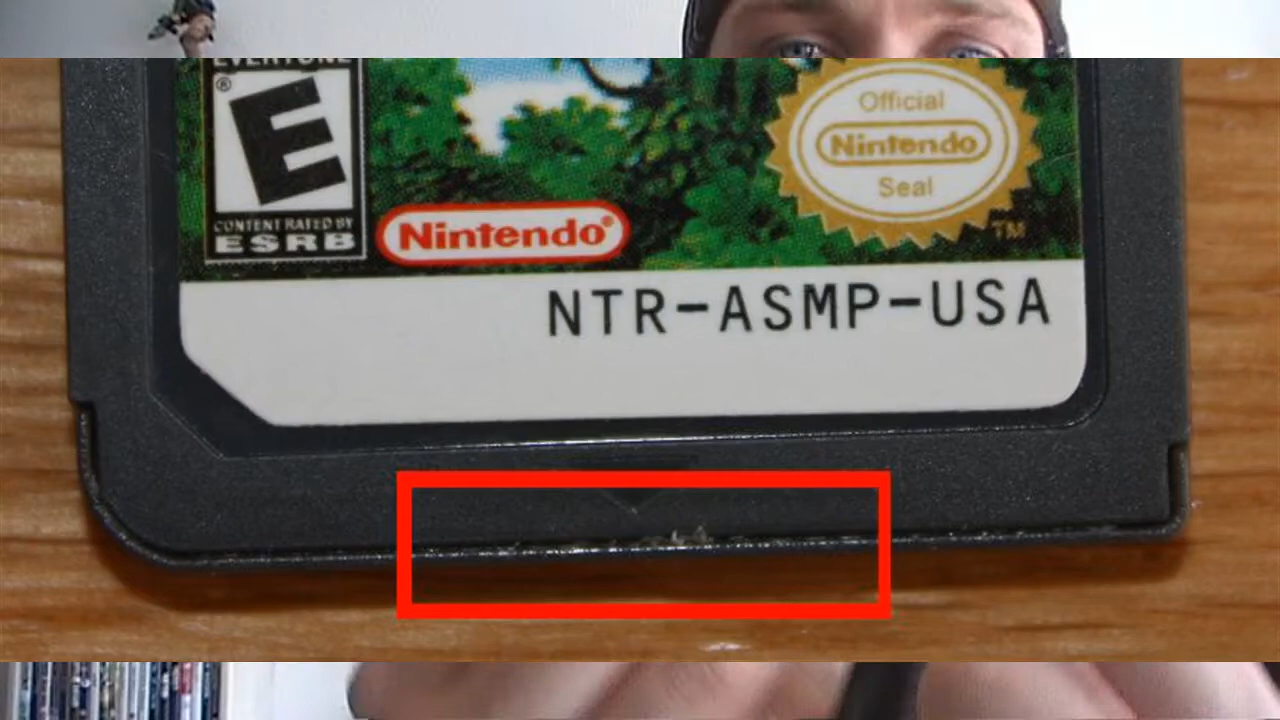 EVERYONE
®
E
CONTENT RATED BY
ESRB
Nintendo®
Official
Nintendo
Seal
TM
NTR-ASMP-USA